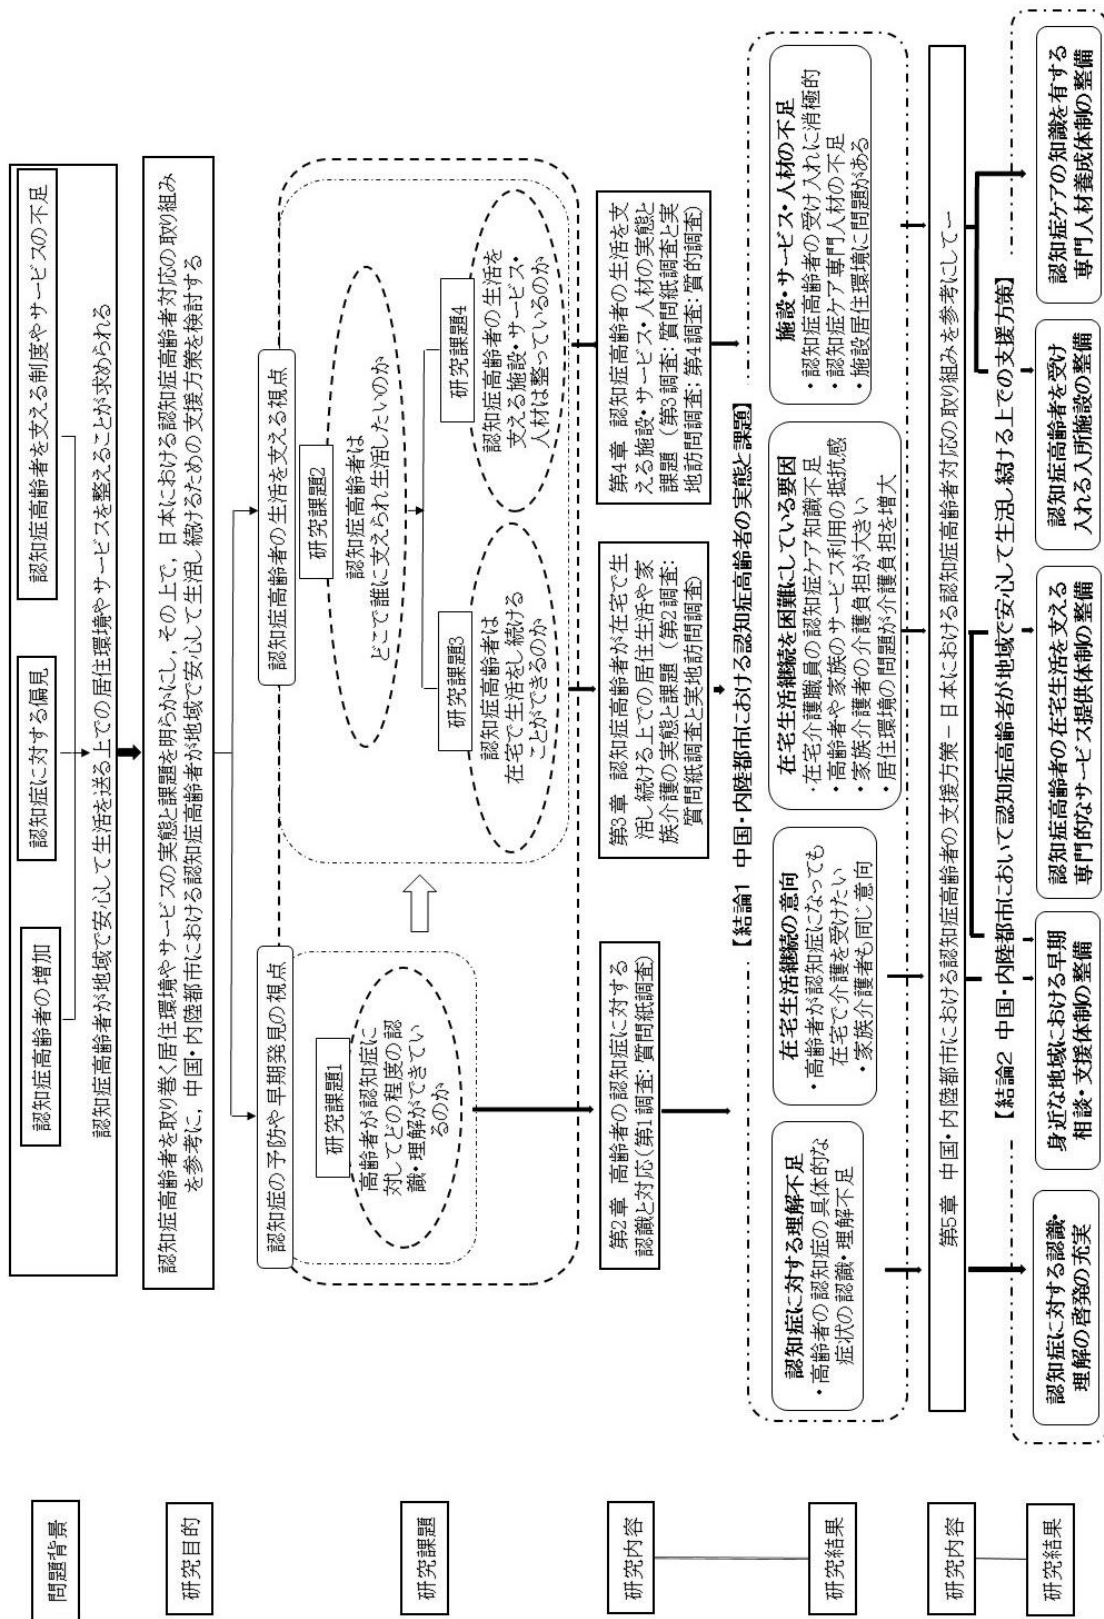 問題背景
認知症高齢者の増加
認知症に対する偏見
認知症高齢者を支える制度やサービスの不足
認知症高齢者が地域で安心して生活を送る上での居住環境やサービスを整えることが求められる
研究目的
認知症高齢者を取り巻く居住環境やサービスの実態と課題を明らかにし，その上で，日本における認知症高齢者対応の取り組み
を参考に，中国・内陸都市における認知症高齢者が地域で安心して生活し続けるための支援方策を検討する
研究課題
認知症の予防や早期発見の視点
研究課題1
高齢者が認知症に
対してどの程度の認
識・理解ができてい
るのか
認知症高齢者の生活を支える視点
研究課題2
認知症高齢者は
どこで誰に支えられ生活したいのか
研究課題3
認知症高齢者は
在宅で生活をし続ける
ことができるのか
研究課題4
認知症高齢者の生活を
支える施設・サービス・
人材は整っているのか
研究内容
第2章 高齢者の認知症に対する
認識と対応(第1調査：質問紙調査)
第3章 認知症高齢者が在宅で生
活し続ける上での居住生活や家
族介護の実態と課題（第2調査：
質問紙調査と実地訪問調査)
第4章 認知症高齢者の生活を支
える施設・サービス・人材の実態と
課題（第3調査：質問紙調査と実
地訪問調査；第4調査：質的調査)
研究結果
【結論1 中国・内陸都市における認知症高齢者の実態と課題】
認知症に対する理解不足
・高齢者の認知症の具体的な
症状の認識・理解不足
在宅生活継続の意向
・高齢者が認知症になっても
在宅で介護を受けたい
・家族介護者も同じ意向
在宅生活継続を困難にしている要因
・在宅介護職員の認知症ケア知識不足
・高齢者や家族のサービス利用の抵抗感
・家族介護者の介護負担が大きい
・居住環境の問題が介護負担を増大
施設・サービス・人材の不足
・認知症高齢者の受け入れに消極的
・認知症ケア専門人材の不足
・施設居住環境に問題がある
研究内容
第5章 中国・内陸都市における認知症高齢者の支援方策－日本における認知症高齢者対応の取り組みを参考にして－
研究結果
【結論2 中国・内陸都市において認知症高齢者が地域で安心して生活し続ける上での支援方策】
認知症に対する認識・
理解の啓発の充実
身近な地域における早期
相談・支援体制の整備
認知症高齢者の在宅生活を支える
専門的なサービス提供体制の整備
認知症高齢者を受け
入れる入所施設の整備
認知症ケアの知識を有する
専門人材養成体制の整備